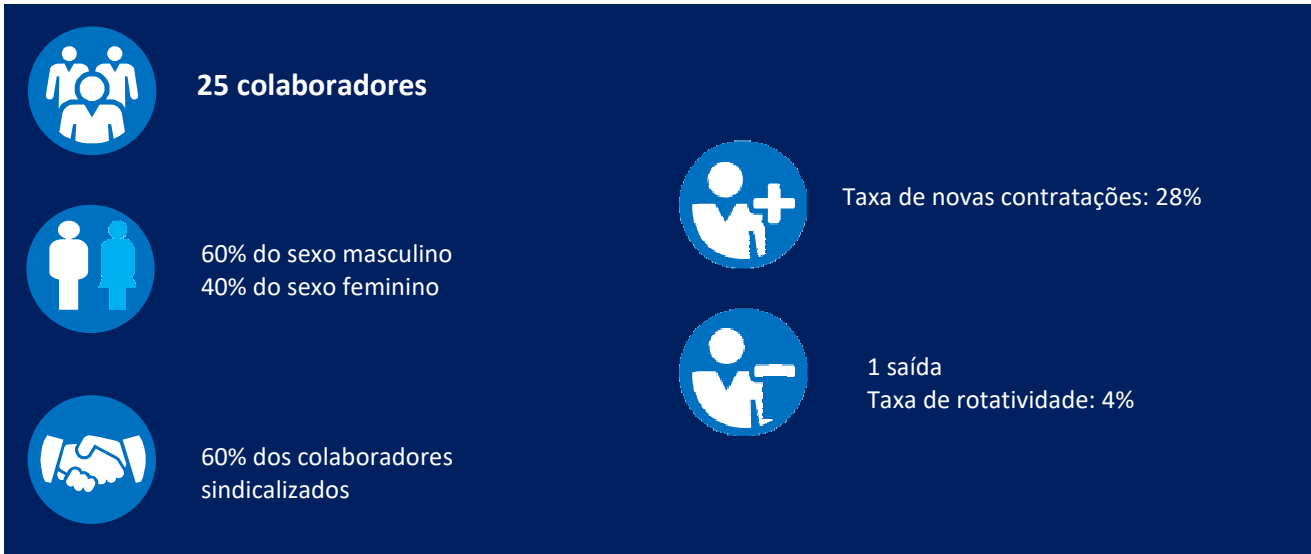 25 colaboradores
60% do sexo masculino
40% do sexo feminino
60% dos colaboradores
sindicalizados
Taxa de novas contratações: 28%
1 saída
Taxa de rotatividade: 4%